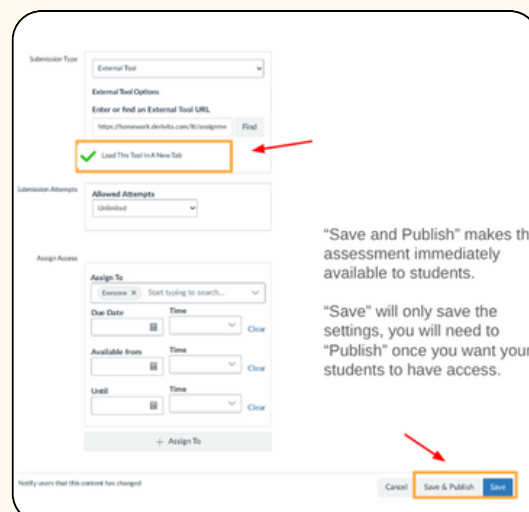 Submission Type
External Tool
External Tool Options
Enter or find an External Tool URL
https://homework.derivita.com/lti/assignme
Find
Load This Tool In A New Tab
Submission Attempts
Allowed Attempts
Unlimited
"Save and Publish" makes th
assessment immediately
available to students.
"Save" will only save the
settings, you will need to
"Publish" once you want your
students to have access.
Assign Access
Assign To
Everyone X Start typing to search...
Due Date Time
Clear
Available from Time
Clear
Until Time
Clear
+ Assign To
Notify users that this content has changed
Cancel Save & Publish Save